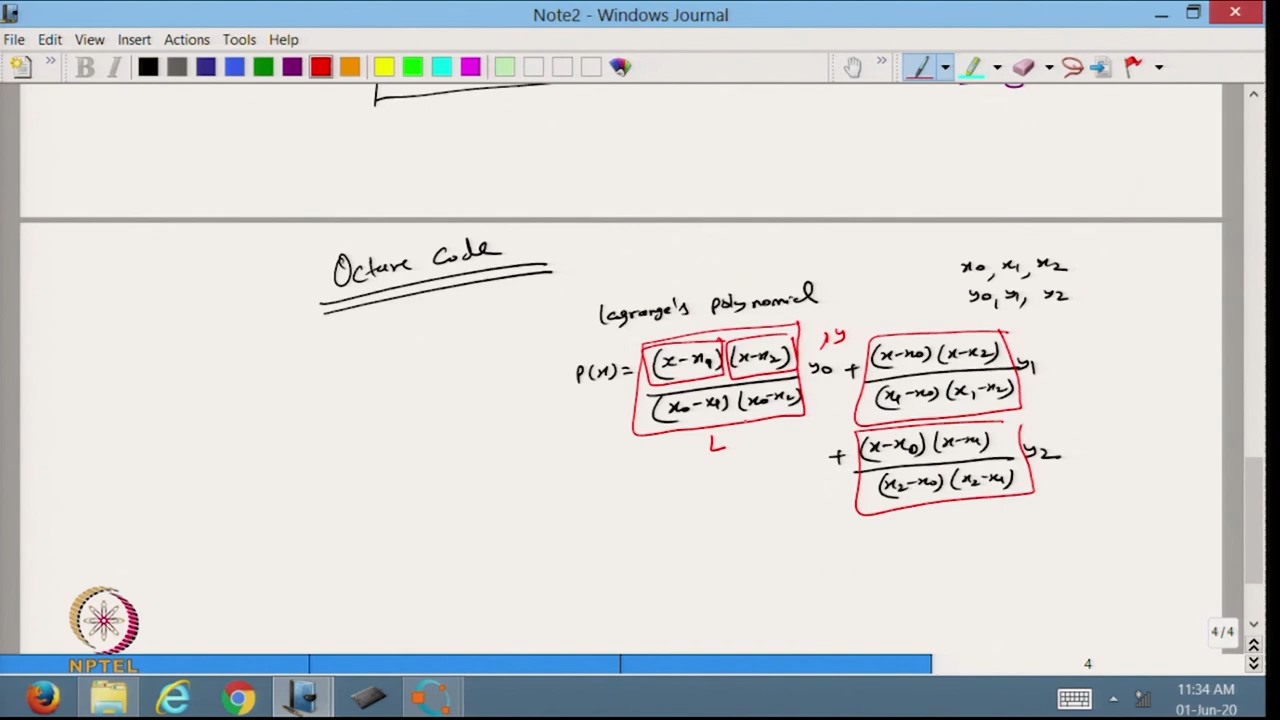 Note2 - Windows Journal
File Edit View Insert Actions Tools Help
B I
Octave Code
x0, x1, x2
y0, y1, y2
Lagrange's polynomial
P(x) = (x-x1) (x-x2) / (x0-x1) (x0-x2) y0 + (x-x0) (x-x2) / (x1-x0) (x1-x2) y1
, y
L
+ (x-x0) (x-x1) / (x2-x0) (x2-x1) y2
4/4
NPTEL
4
11:34 AM
01-Jun-20